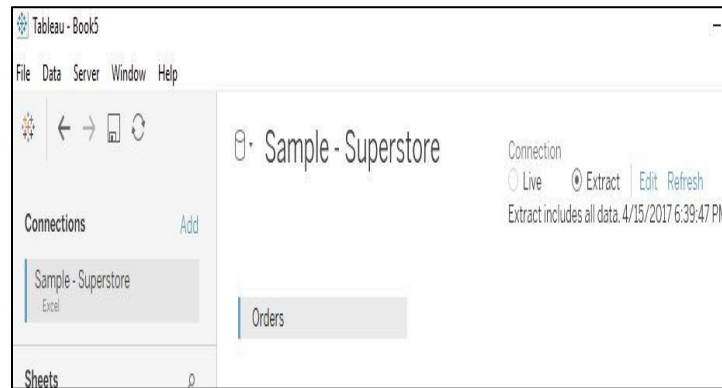 Tableau - Book5
File Data Server Window Help
Sample - Superstore
Connection
Live Extract Edit Refresh
Extract includes all data. 4/15/2017 6:39:47 PM
Connections Add
Sample - Superstore
Excel
Orders
Sheets